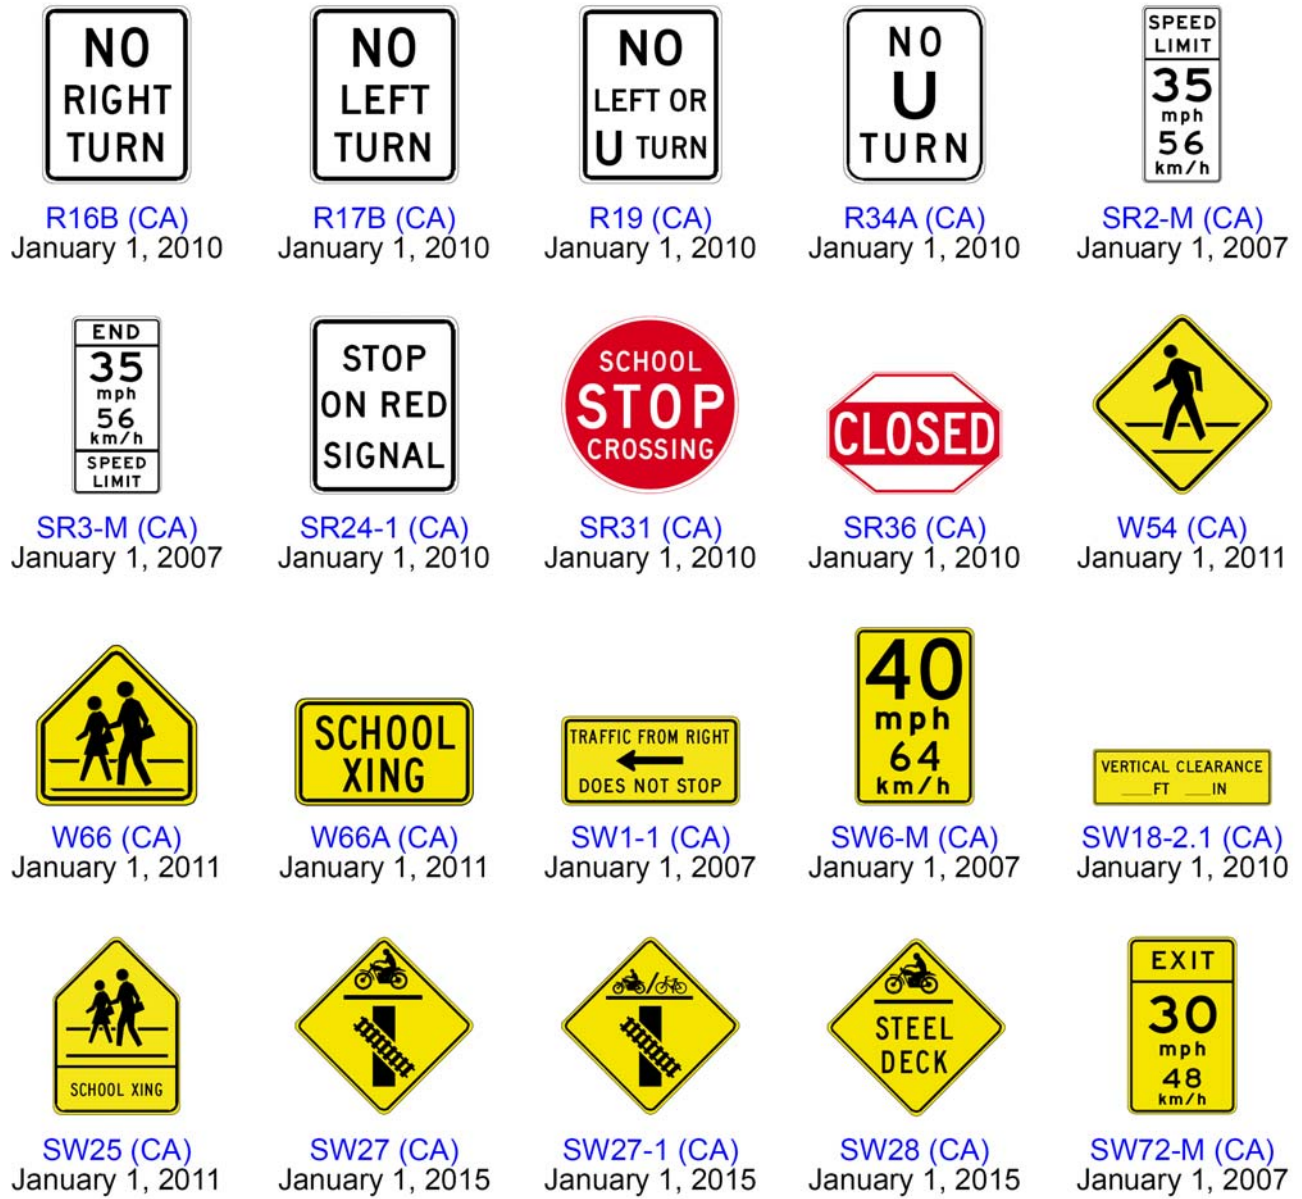 NO
RIGHT
TURN
R16B (CA)
January 1, 2010
NO
LEFT
TURN
R17B (CA)
January 1, 2010
NO
LEFT OR
U TURN
R19 (CA)
January 1, 2010
NO
U
TURN
R34A (CA)
January 1, 2010
SPEED
LIMIT
35
mph
56
km/h
SR2-M (CA)
January 1, 2007
END
35
mph
56
km/h
SPEED
LIMIT
SR3-M (CA)
January 1, 2007
STOP
ON RED
SIGNAL
SR24-1 (CA)
January 1, 2010
SCHOOL
STOP
CROSSING
SR31 (CA)
January 1, 2010
CLOSED
SR36 (CA)
January 1, 2010
W54 (CA)
January 1, 2011
W66 (CA)
January 1, 2011
SCHOOL
XING
W66A (CA)
January 1, 2011
TRAFFIC FROM RIGHT
DOES NOT STOP
SW1-1 (CA)
January 1, 2007
40
mph
64
km/h
SW6-M (CA)
January 1, 2007
VERTICAL CLEARANCE
___FT ___IN
SW18-2.1 (CA)
January 1, 2010
SCHOOL XING
SW25 (CA)
January 1, 2011
SW27 (CA)
January 1, 2015
/
SW27-1 (CA)
January 1, 2015
STEEL
DECK
SW28 (CA)
January 1, 2015
EXIT
30
mph
48
km/h
SW72-M (CA)
January 1, 2007